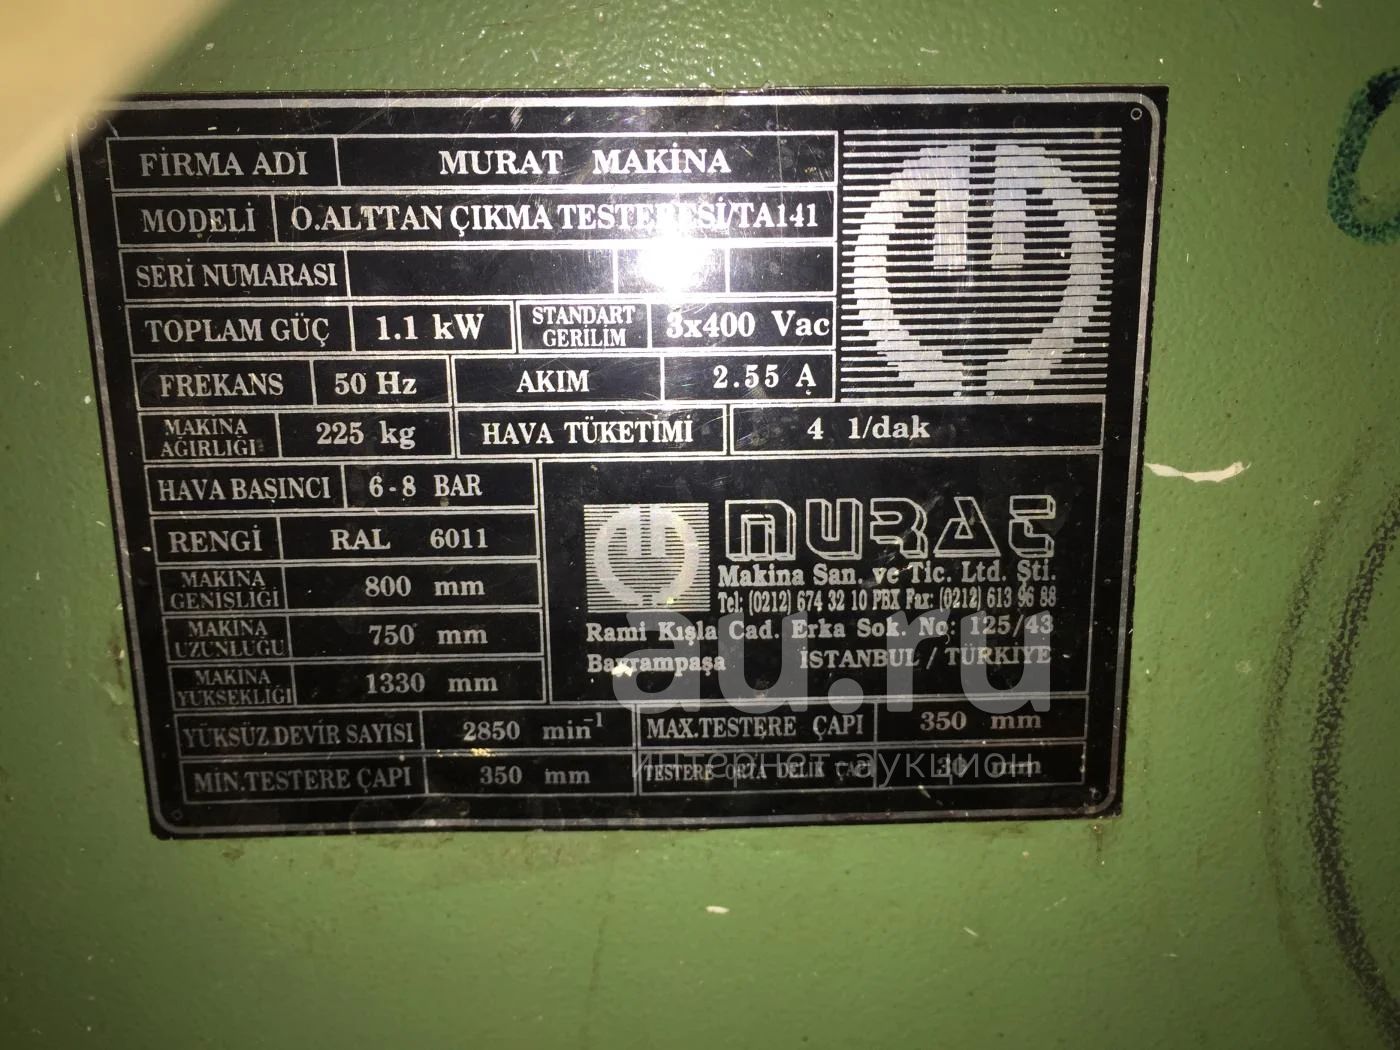 FİRMA ADI MURAT MAKİNA
MODELİ O.ALTTAN ÇIKMA TESTERESİ/TA141
SERİ NUMARASI
TOPLAM GÜÇ 1.1 kW STANDART GERİLİM 3x400 Vac
FREKANS 50 Hz AKIM 2.55 A
MAKİNA AĞIRLIĞI 225 kg HAVA TÜKETİMİ 4 l/dak
HAVA BAŞINCI 6-8 BAR
RENGİ RAL 6011
MAKİNA GENİŞLİĞİ 800 mm
MAKİNA UZUNLUĞU 750 mm
MAKİNA YÜKSEKLİĞİ 1330 mm
MURAT
Makina San. ve Tic. Ltd. Şti.
Tel: (0212) 674 32 10 PBX Fax: (0212) 613 96 88
Rami Kışla Cad. Erka Sok. No: 125/43
Bayrampaşa İSTANBUL / TÜRKİYE
YÜKSÜZ DEVİR SAYISI 2850 min⁻¹ MAX.TESTERE ÇAPI 350 mm
MİN.TESTERE ÇAPI 350 mm TESTERE ORTA DELİK ÇAPI 30 mm
au.ru
интернет-аукцион